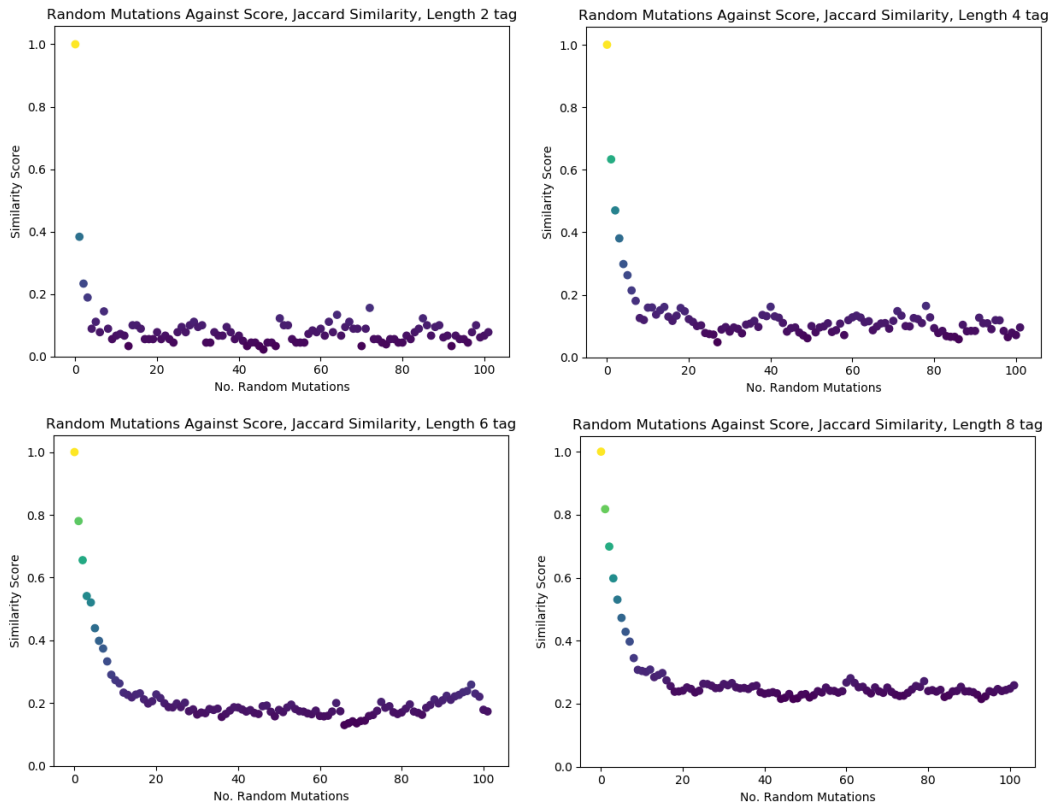 Random Mutations Against Score, Jaccard Similarity, Length 2 tag
1.0
0.8
0.6
0.4
0.2
0.0
Similarity Score
0 20 40 60 80 100
No. Random Mutations
Random Mutations Against Score, Jaccard Similarity, Length 4 tag
1.0
0.8
0.6
0.4
0.2
0.0
Similarity Score
0 20 40 60 80 100
No. Random Mutations
Random Mutations Against Score, Jaccard Similarity, Length 6 tag
1.0
0.8
0.6
0.4
0.2
0.0
Similarity Score
0 20 40 60 80 100
No. Random Mutations
Random Mutations Against Score, Jaccard Similarity, Length 8 tag
1.0
0.8
0.6
0.4
0.2
0.0
Similarity Score
0 20 40 60 80 100
No. Random Mutations